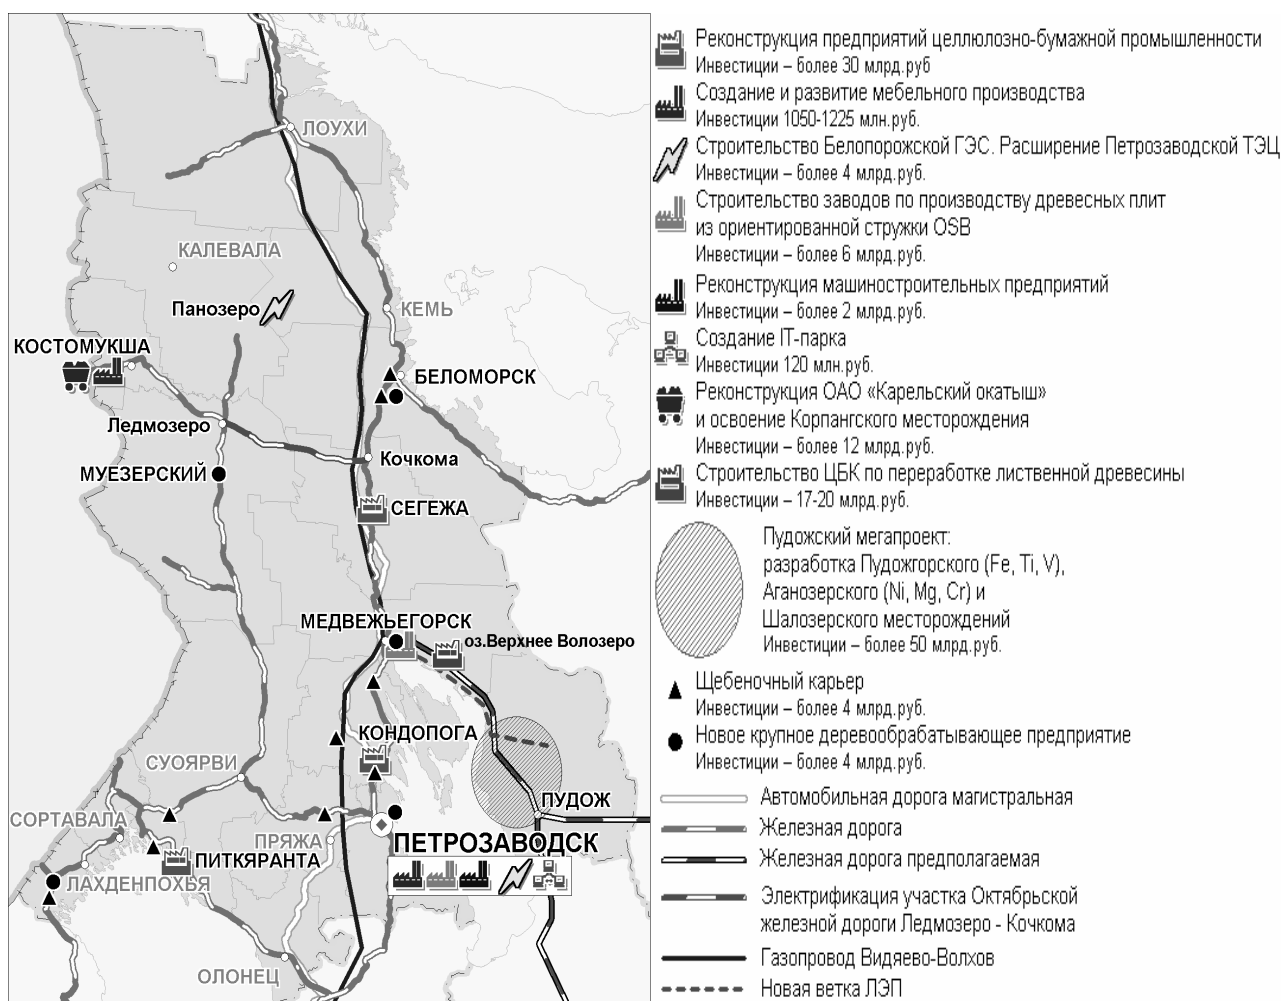 ЛОУХИ
КАЛЕВАЛА
Панозеро
КЕМЬ
КОСТОМУКША
БЕЛОМОРСК
Ледмозеро
Кочкома
МУЕЗЕРСКИЙ
СЕГЕЖА
МЕДВЕЖЬЕГОРСК
оз.Верхнее Волозеро
КОНДОПОГА
СУОЯРВИ
ПУДОЖ
СОРТАВАЛА
ПРЯЖА
ПЕТРОЗАВОДСК
ПИТКЯРАНТА
ЛАХДЕНПОХЬЯ
ОЛОНЕЦ
Реконструкция предприятий целлюлозно-бумажной промышленности
Инвестиции – более 30 млрд.руб
Создание и развитие мебельного производства
Инвестиции 1050-1225 млн.руб.
Строительство Белопорожской ГЭС. Расширение Петрозаводской ТЭЦ
Инвестиции – более 4 млрд.руб.
Строительство заводов по производству древесных плит
из ориентированной стружки OSB
Инвестиции – более 6 млрд.руб.
Реконструкция машиностроительных предприятий
Инвестиции – более 2 млрд.руб.
Создание IT-парка
Инвестиции 120 млн.руб.
Реконструкция ОАО «Карельский окатыш»
и освоение Корпангского месторождения
Инвестиции – более 12 млрд.руб.
Строительство ЦБК по переработке лиственной древесины
Инвестиции – 17-20 млрд.руб.
Пудожский мегапроект:
разработка Пудожгорского (Fe, Ti, V),
Аганозерского (Ni, Mg, Cr) и
Шалозерского месторождений
Инвестиции – более 50 млрд.руб.
Щебеночный карьер
Инвестиции – более 4 млрд.руб.
Новое крупное деревообрабатывающее предприятие
Инвестиции – более 4 млрд.руб.
Автомобильная дорога магистральная
Железная дорога
Железная дорога предполагаемая
Электрификация участка Октябрьской
железной дороги Ледмозеро - Кочкома
Газопровод Видяево-Волхов
Новая ветка ЛЭП